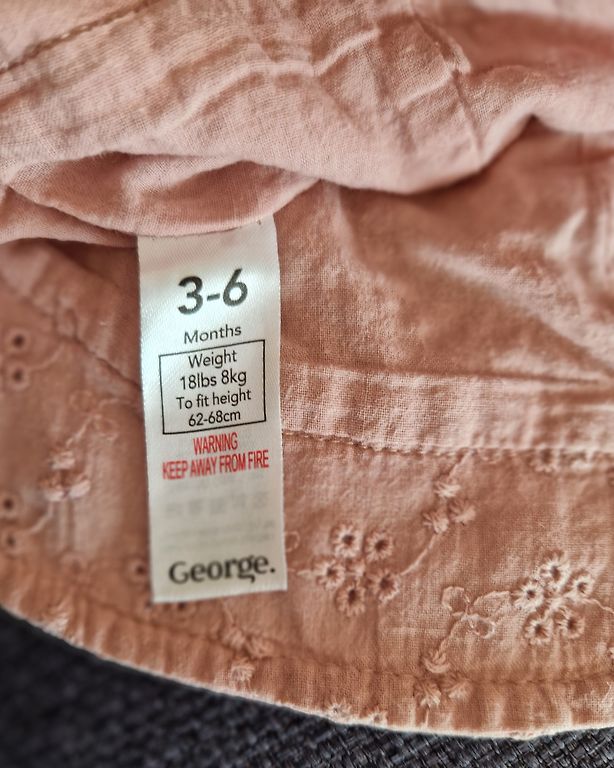 3-6
Months
Weight
18lbs 8kg
To fit height
62-68cm
WARNING
KEEP AWAY FROM FIRE
George.